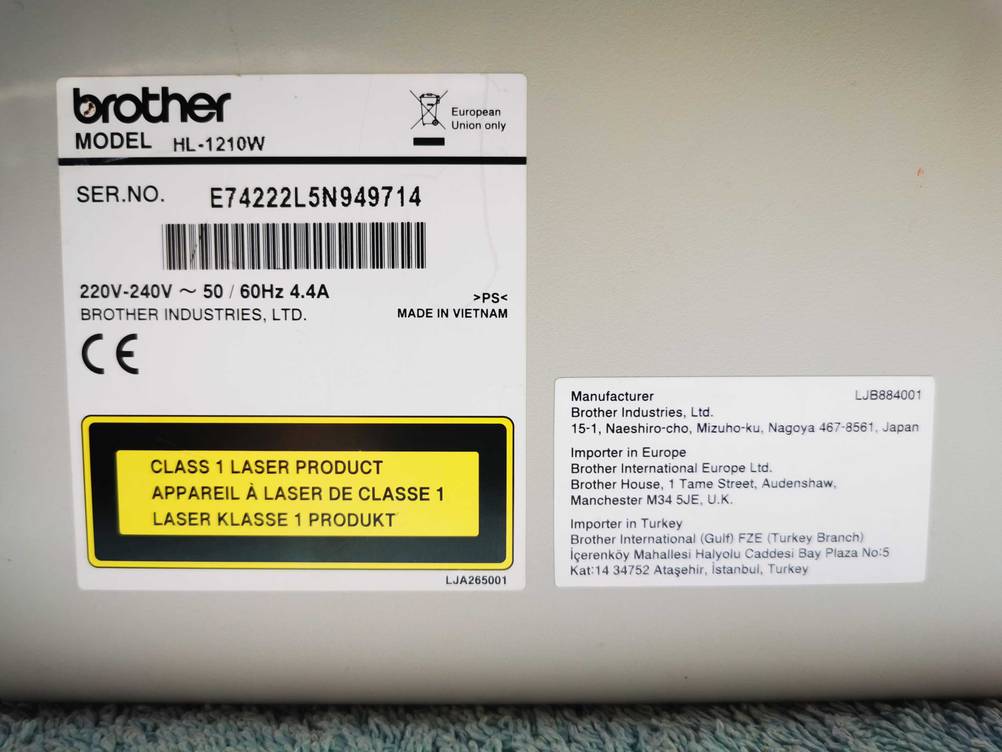 brother
MODEL HL-1210W
European
Union only
SER.NO. E74222L5N949714
220V-240V ~ 50 / 60Hz 4.4A
>PS<
BROTHER INDUSTRIES, LTD.
MADE IN VIETNAM
CE
CLASS 1 LASER PRODUCT
APPAREIL À LASER DE CLASSE 1
LASER KLASSE 1 PRODUKT
LJA265001
Manufacturer LJB884001
Brother Industries, Ltd.
15-1, Naeshiro-cho, Mizuho-ku, Nagoya 467-8561, Japan
Importer in Europe
Brother International Europe Ltd.
Brother House, 1 Tame Street, Audenshaw,
Manchester M34 5JE, U.K.
Importer in Turkey
Brother International (Gulf) FZE (Turkey Branch)
İçerenköy Mahallesi Halyolu Caddesi Bay Plaza No:5
Kat:14 34752 Ataşehir, İstanbul, Turkey